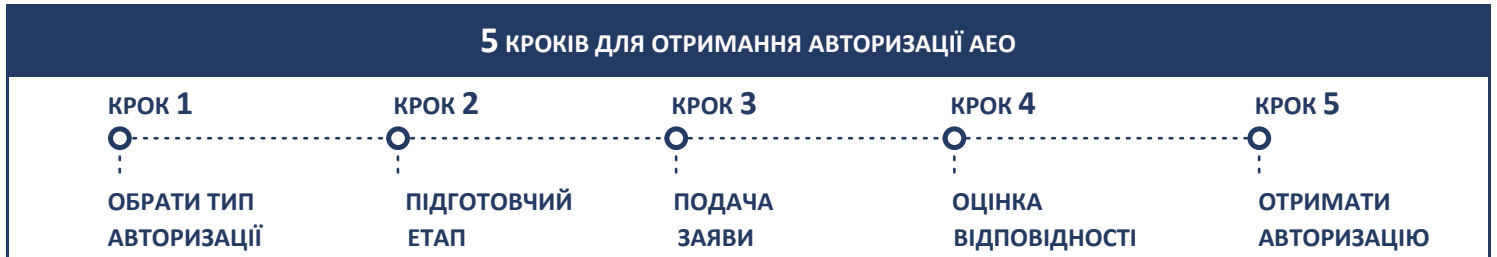 5 КРОКІВ ДЛЯ ОТРИМАННЯ АВТОРИЗАЦІЇ АЕО
КРОК 1
КРОК 2
КРОК 3
КРОК 4
КРОК 5
ОБРАТИ ТИП
АВТОРИЗАЦІЇ
ПІДГОТОВЧИЙ
ЕТАП
ПОДАЧА
ЗАЯВИ
ОЦІНКА
ВІДПОВІДНОСТІ
ОТРИМАТИ
АВТОРИЗАЦІЮ